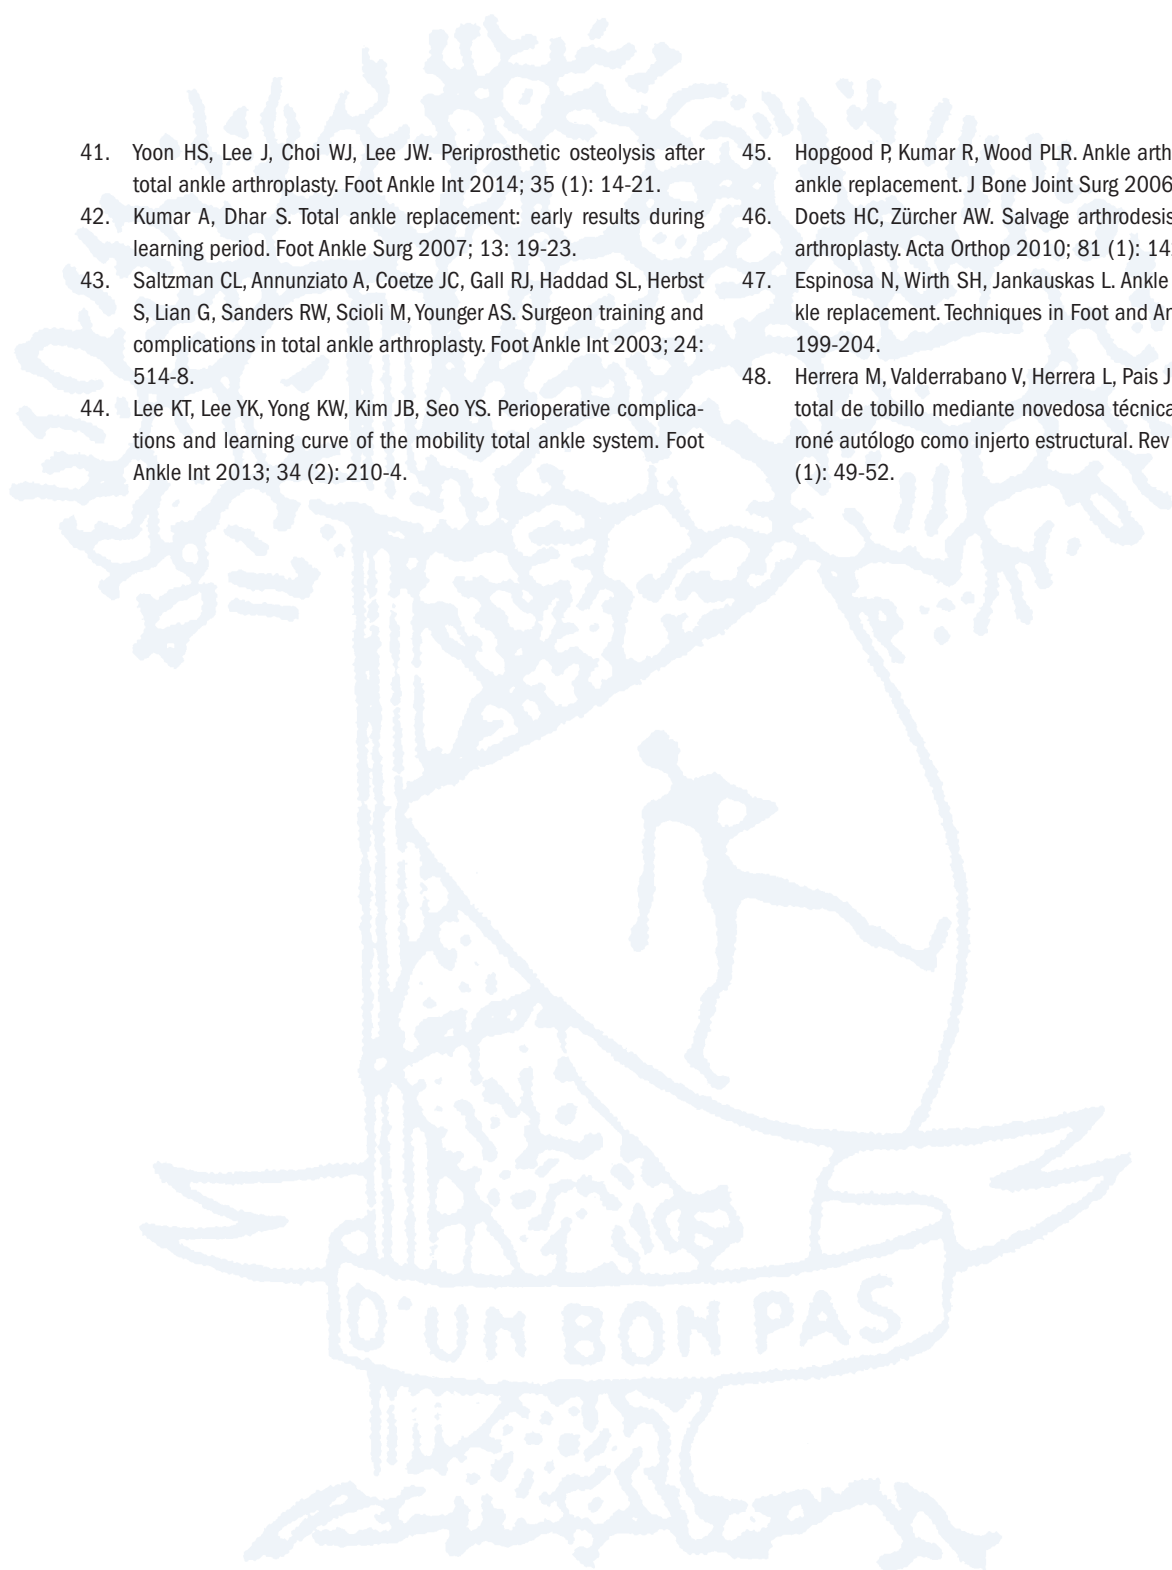 41. Yoon HS, Lee J, Choi WJ, Lee JW. Periprosthetic osteolysis after
total ankle arthroplasty. Foot Ankle Int 2014; 35 (1): 14-21.
42. Kumar A, Dhar S. Total ankle replacement: early results during
learning period. Foot Ankle Surg 2007; 13: 19-23.
43. Saltzman CL, Annunziato A, Coetze JC, Gall RJ, Haddad SL, Herbst
S, Lian G, Sanders RW, Scioli M, Younger AS. Surgeon training and
complications in total ankle arthroplasty. Foot Ankle Int 2003; 24:
514-8.
44. Lee KT, Lee YK, Yong KW, Kim JB, Seo YS. Perioperative complica-
tions and learning curve of the mobility total ankle system. Foot
Ankle Int 2013; 34 (2): 210-4.
45. Hopgood P, Kumar R, Wood PLR. Ankle arth
ankle replacement. J Bone Joint Surg 2006
46. Doets HC, Zürcher AW. Salvage arthrodesis
arthroplasty. Acta Orthop 2010; 81 (1): 14
47. Espinosa N, Wirth SH, Jankauskas L. Ankle
kle replacement. Techniques in Foot and An
199-204.
48. Herrera M, Valderrabano V, Herrera L, Pais J
total de tobillo mediante novedosa técnica
roné autólogo como injerto estructural. Rev
(1): 49-52.
D'UN BON PAS